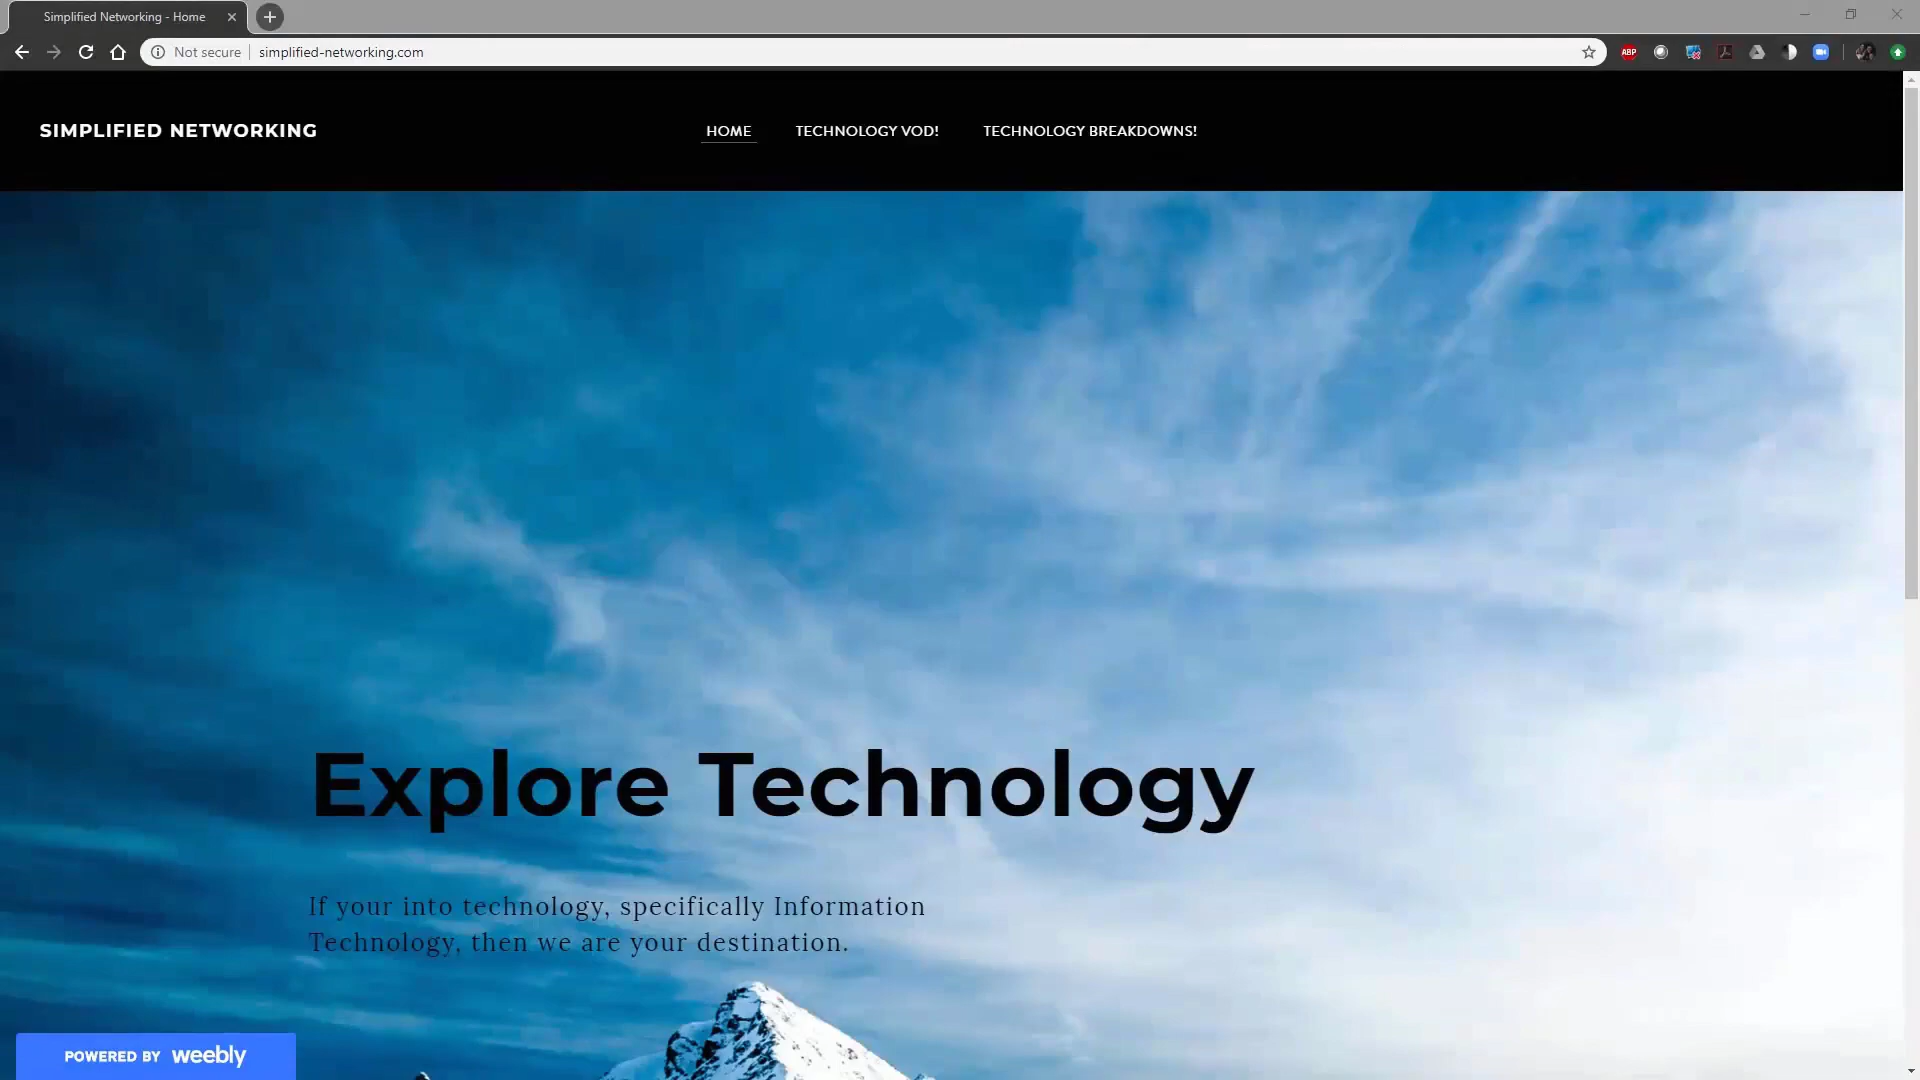 Simplified Networking - Home
Not secure
simplified-networking.com
ABP
SIMPLIFIED NETWORKING
HOME
TECHNOLOGY VOD!
TECHNOLOGY BREAKDOWNS!
Explore Technology
If your into technology, specifically Information
Technology, then we are your destination.
POWERED BY weebly